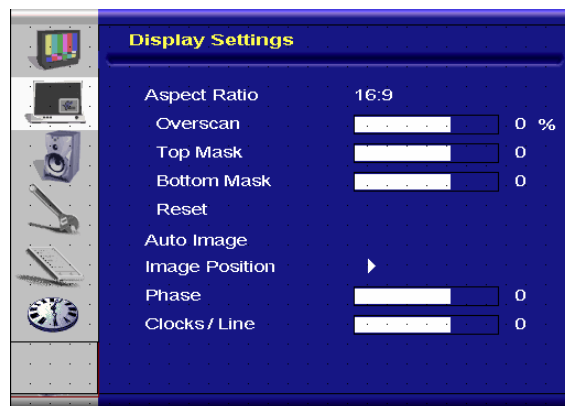 Display Settings
Aspect Ratio 16:9
Overscan 0 %
Top Mask 0
Bottom Mask 0
Reset
Auto Image
Image Position
Phase 0
Clocks / Line 0